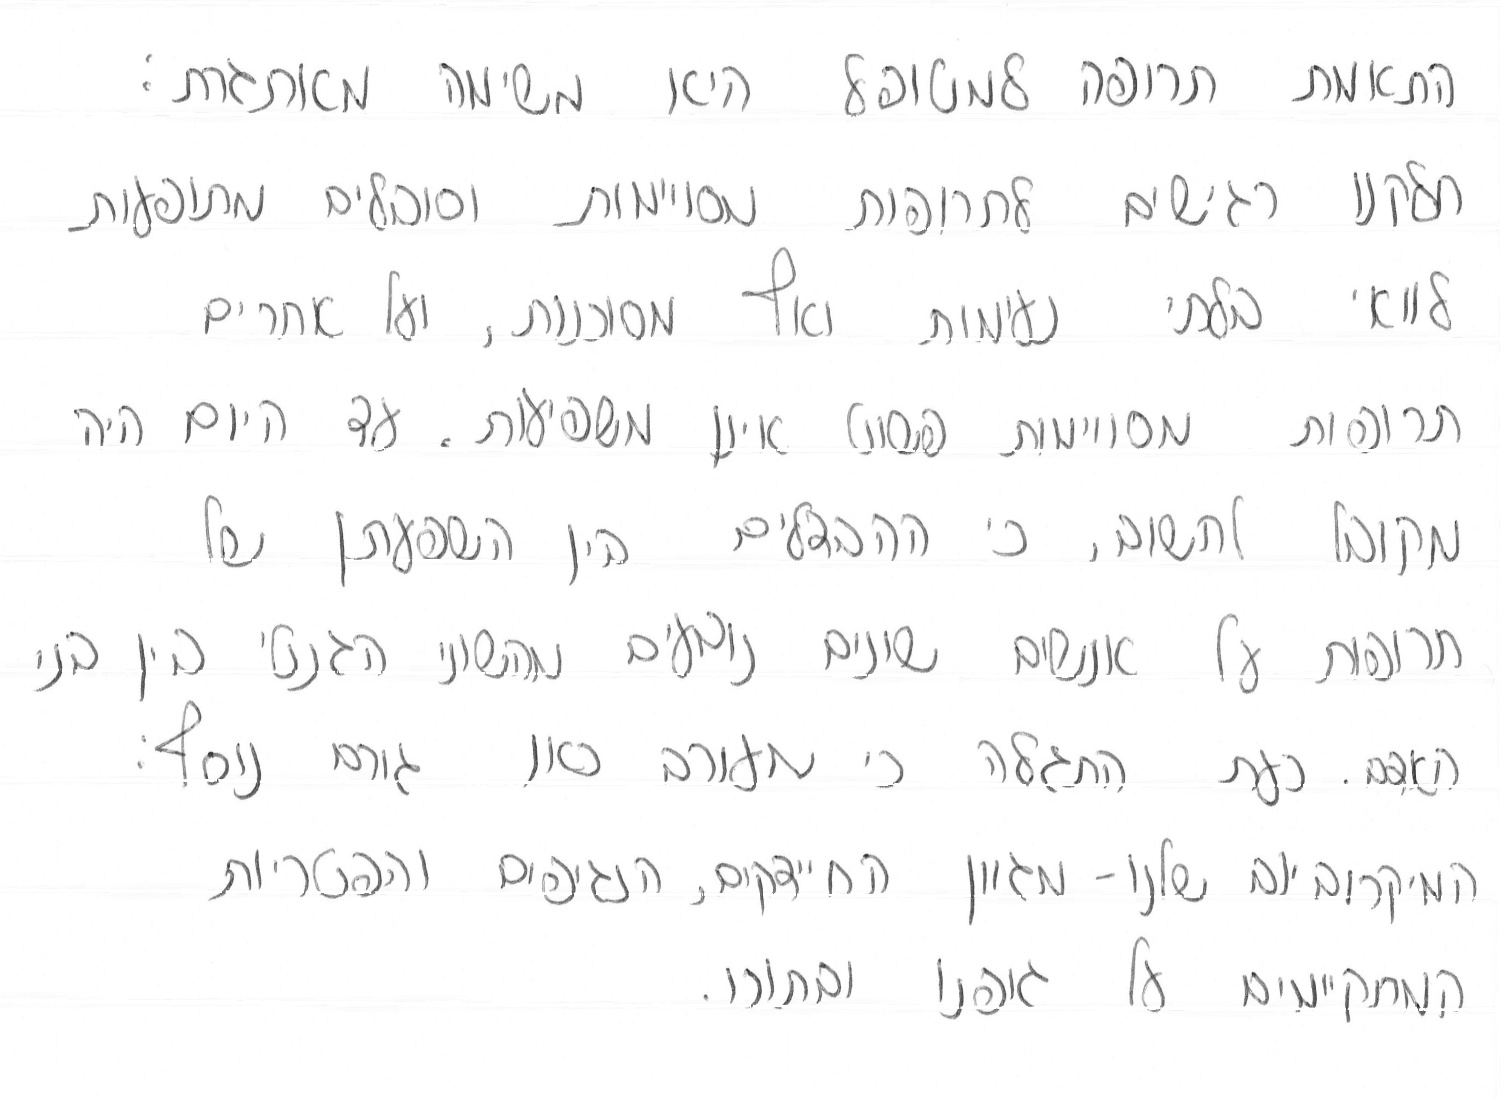 התאמת תרופה למטופל היא משימה מאתגרת:
חלקנו רגישים לתרופות מסויימות וסובלים מתופעות
לוואי בלתי נעימות ואף מסוכנות, ועל אחרים
תרופות מסויימות פשוט אינן משפיעות. עד היום היה
מקובל לחשוב, כי ההבדלים בין השפעתן של
תרופות על אנשים שונים נובעים מהשוני הגנטי בין בני
האדם. כעת התגלה כי מעורב כאן גורם נוסף:
המיקרוביום שלנו - מגוון החיידקים, הנגיפים והפטריות
המתקיימים על גופנו ובתוכו.